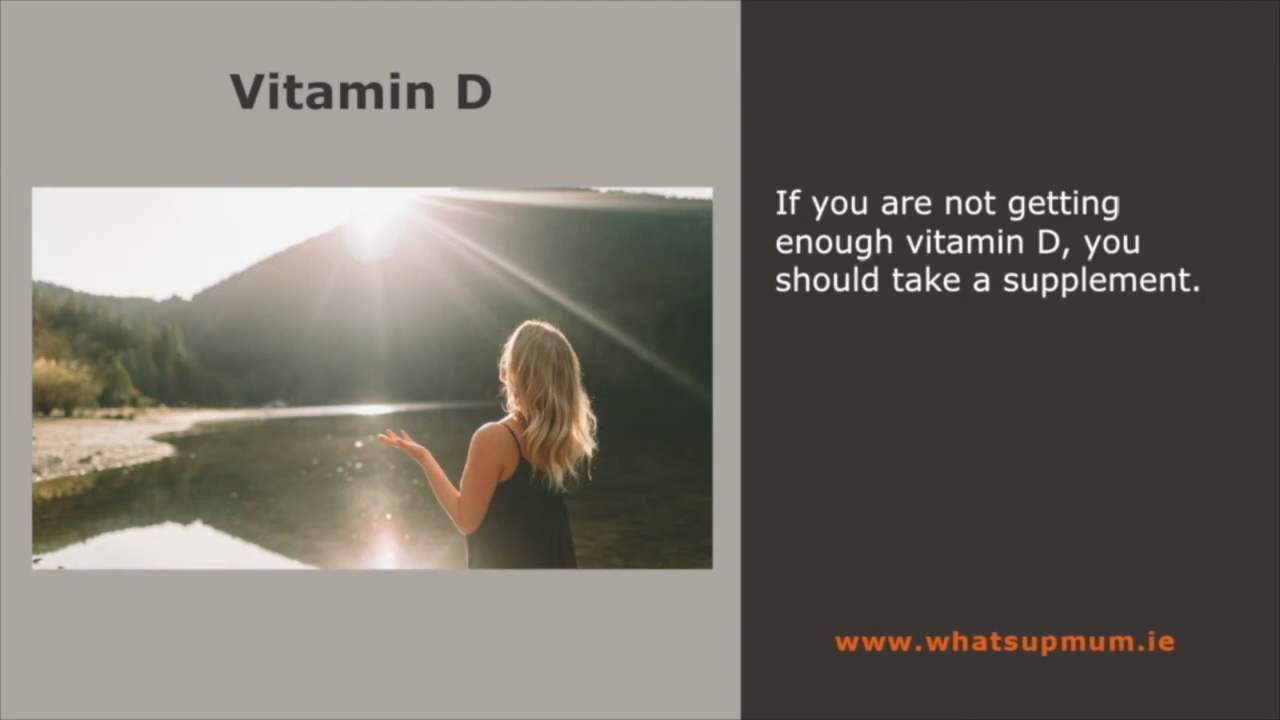 Vitamin D
If you are not getting
enough vitamin D, you
should take a supplement.
www.whatsupmum.ie